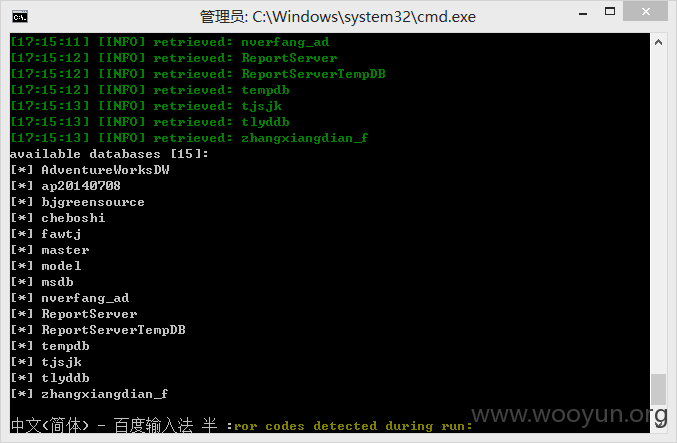 管理员: C:\Windows\system32\cmd.exe
[17:15:11] [INFO] retrieved: nverfang_ad
[17:15:12] [INFO] retrieved: ReportServer
[17:15:12] [INFO] retrieved: ReportServerTempDB
[17:15:12] [INFO] retrieved: tempdb
[17:15:13] [INFO] retrieved: tjsjk
[17:15:13] [INFO] retrieved: tlyddb
[17:15:13] [INFO] retrieved: zhangxiangdian_f
available databases [15]:
[*] AdventureWorksDW
[*] ap20140708
[*] bjgreensource
[*] cheboshi
[*] fawtj
[*] master
[*] model
[*] msdb
[*] nverfang_ad
[*] ReportServer
[*] ReportServerTempDB
[*] tempdb
[*] tjsjk
[*] tlyddb
[*] zhangxiangdian_f
中文(简体) - 百度输入法 半 :ror codes detected during run:
www.wooyun.org